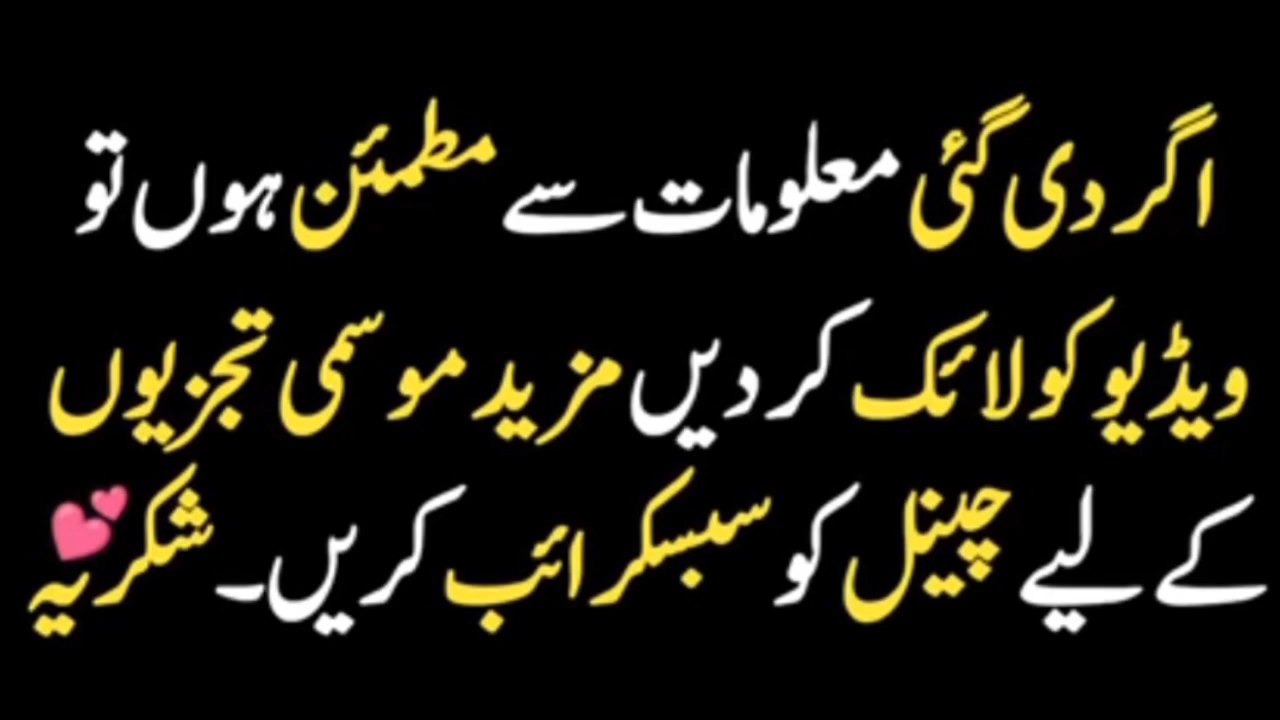 اگر دی گئی معلومات سے مطمئن ہوں تو
ویڈیو کو لائک کر دیں مزید موسمی تجزیوں
کے لیے چینل کو سبسکرائب کریں۔ شکریہ 💕